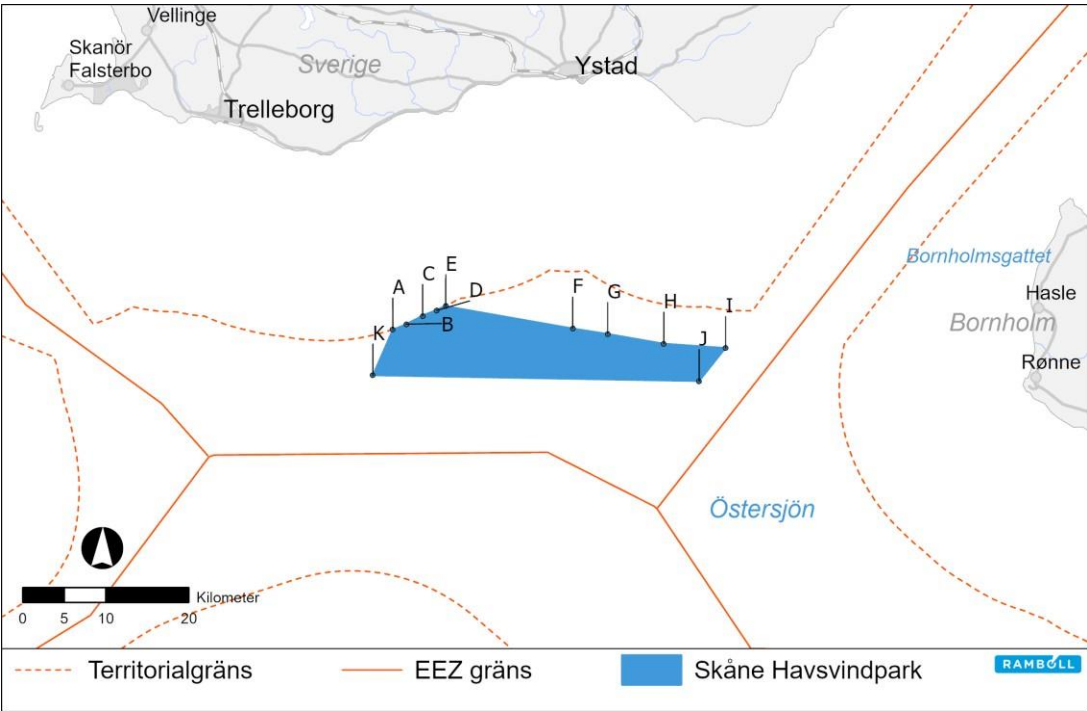 Vellinge
Skanör
Falsterbo
Sverige
Ystad
Trelleborg
Bornholmsgattet
Hasle
Bornholm
Rønne
A
C
E
D
B
K
F
G
H
I
J
Östersjön
Kilometer
0 5 10 20
Territorialgräns
EEZ gräns
Skåne Havsvindpark
RAMBOLL